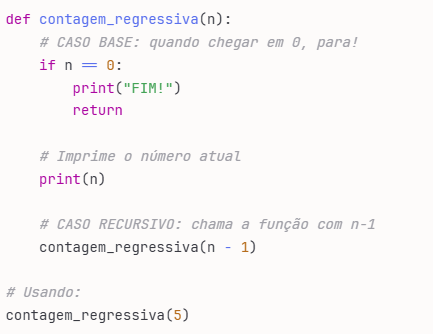 def contagem_regressiva(n):
    # CASO BASE: quando chegar em 0, para!
    if n == 0:
        print("FIM!")
        return

    # Imprime o número atual
    print(n)

    # CASO RECURSIVO: chama a função com n-1
    contagem_regressiva(n - 1)

# Usando:
contagem_regressiva(5)